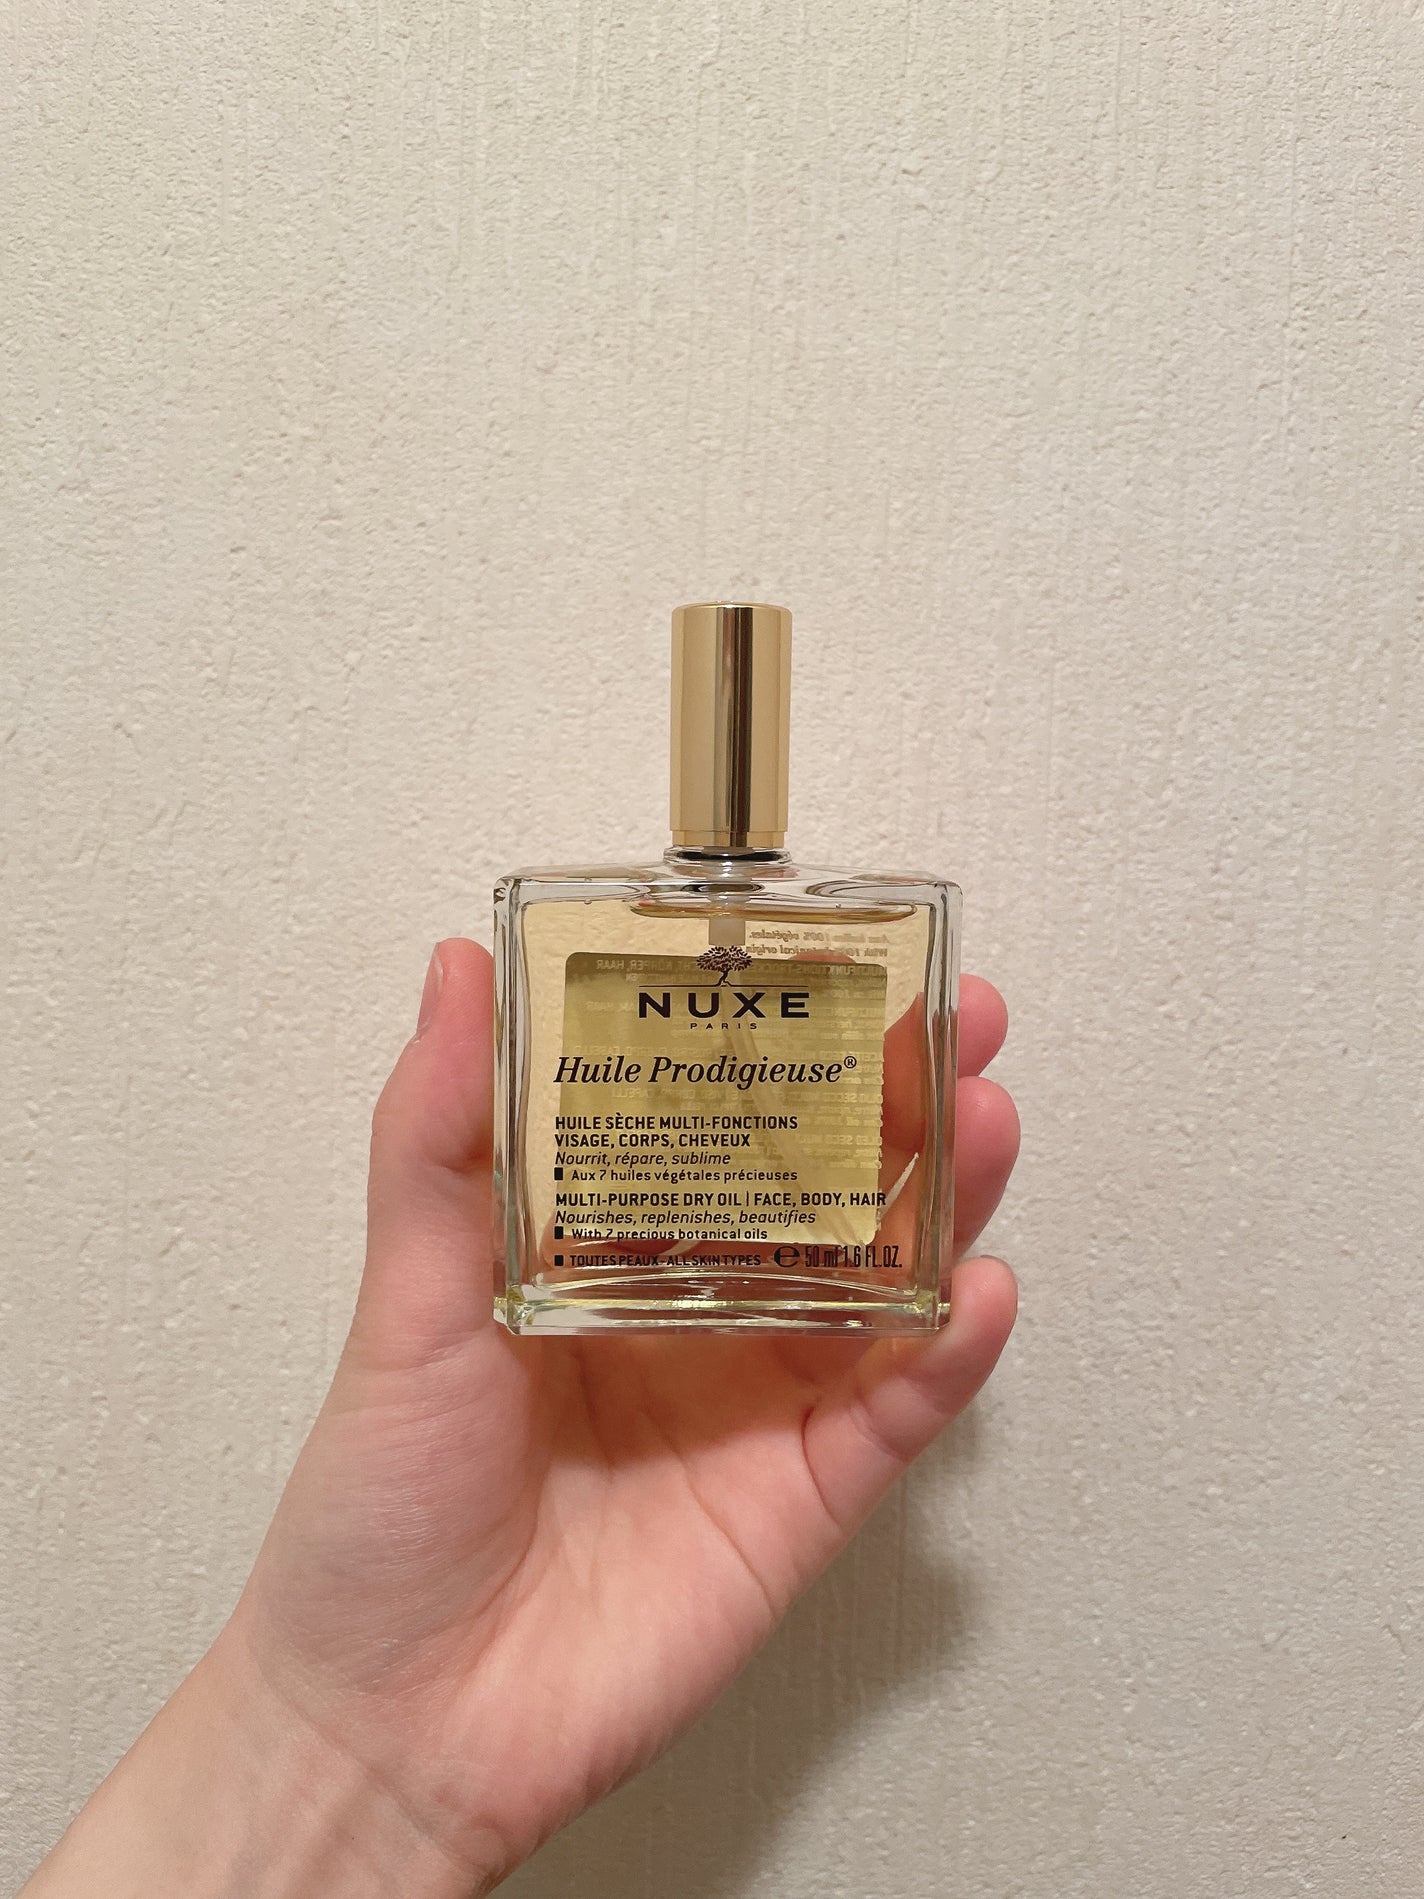 NUXE
PARIS
Huile Prodigieuse®
HUILE SÈCHE MULTI-FONCTIONS
VISAGE, CORPS, CHEVEUX
Nourrit, répare, sublime
Aux 7 huiles végétales précieuses
MULTI-PURPOSE DRY OIL | FACE, BODY, HAIR
Nourishes, replenishes, beautifies
With 7 precious botanical oils
TOUTES PEAUX - ALL SKIN TYPES ℮ 50 ml 1.6 FL.OZ.